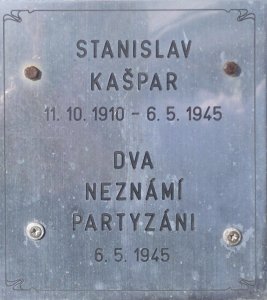 STANISLAV
KAŠPAR
11. 10. 1910 - 6. 5. 1945
DVA
NEZNÁMÍ
PARTYZÁNI
6. 5. 1945